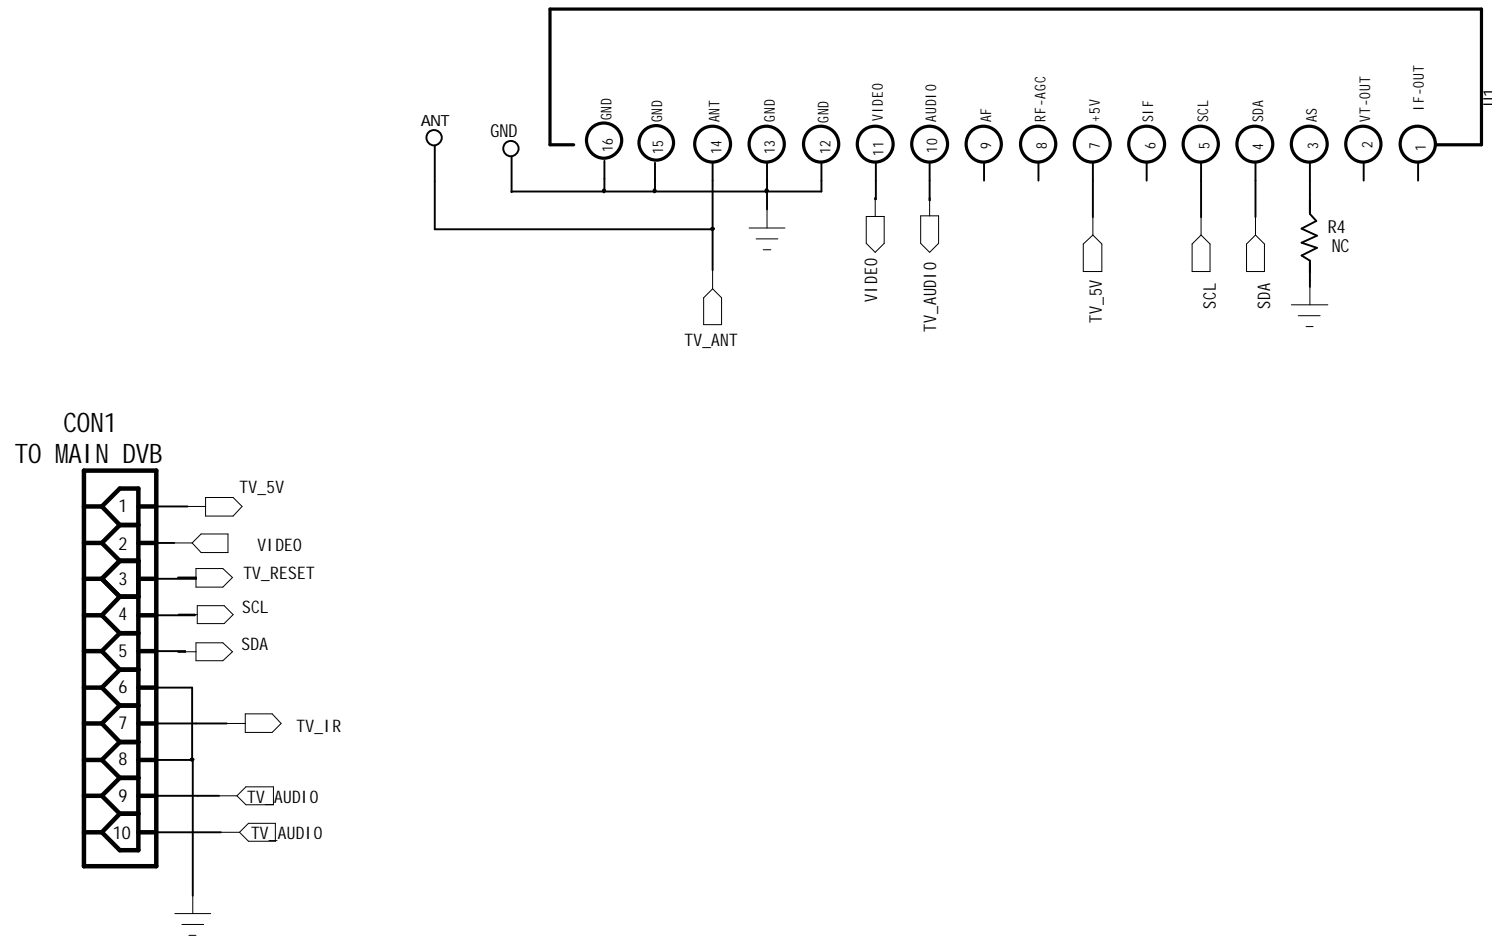 GND
GND
ANT
GND
GND
VIDEO
AUDIO
AF
RF-AGC
+5V
SIF
SCL
SDA
AS
VT-OUT
IF-OUT
U1
ANT
GND
16
15
14
13
12
11
10
9
8
7
6
5
4
3
2
1
R4
NC
VIDEO
TV_AUDIO
TV_5V
SCL
SDA
TV_ANT
CON1
TO MAIN DVB
1
TV_5V
2
VIDEO
3
TV_RESET
4
SCL
5
SDA
6
7
TV_IR
8
9
TV_AUDIO
10
TV_AUDIO